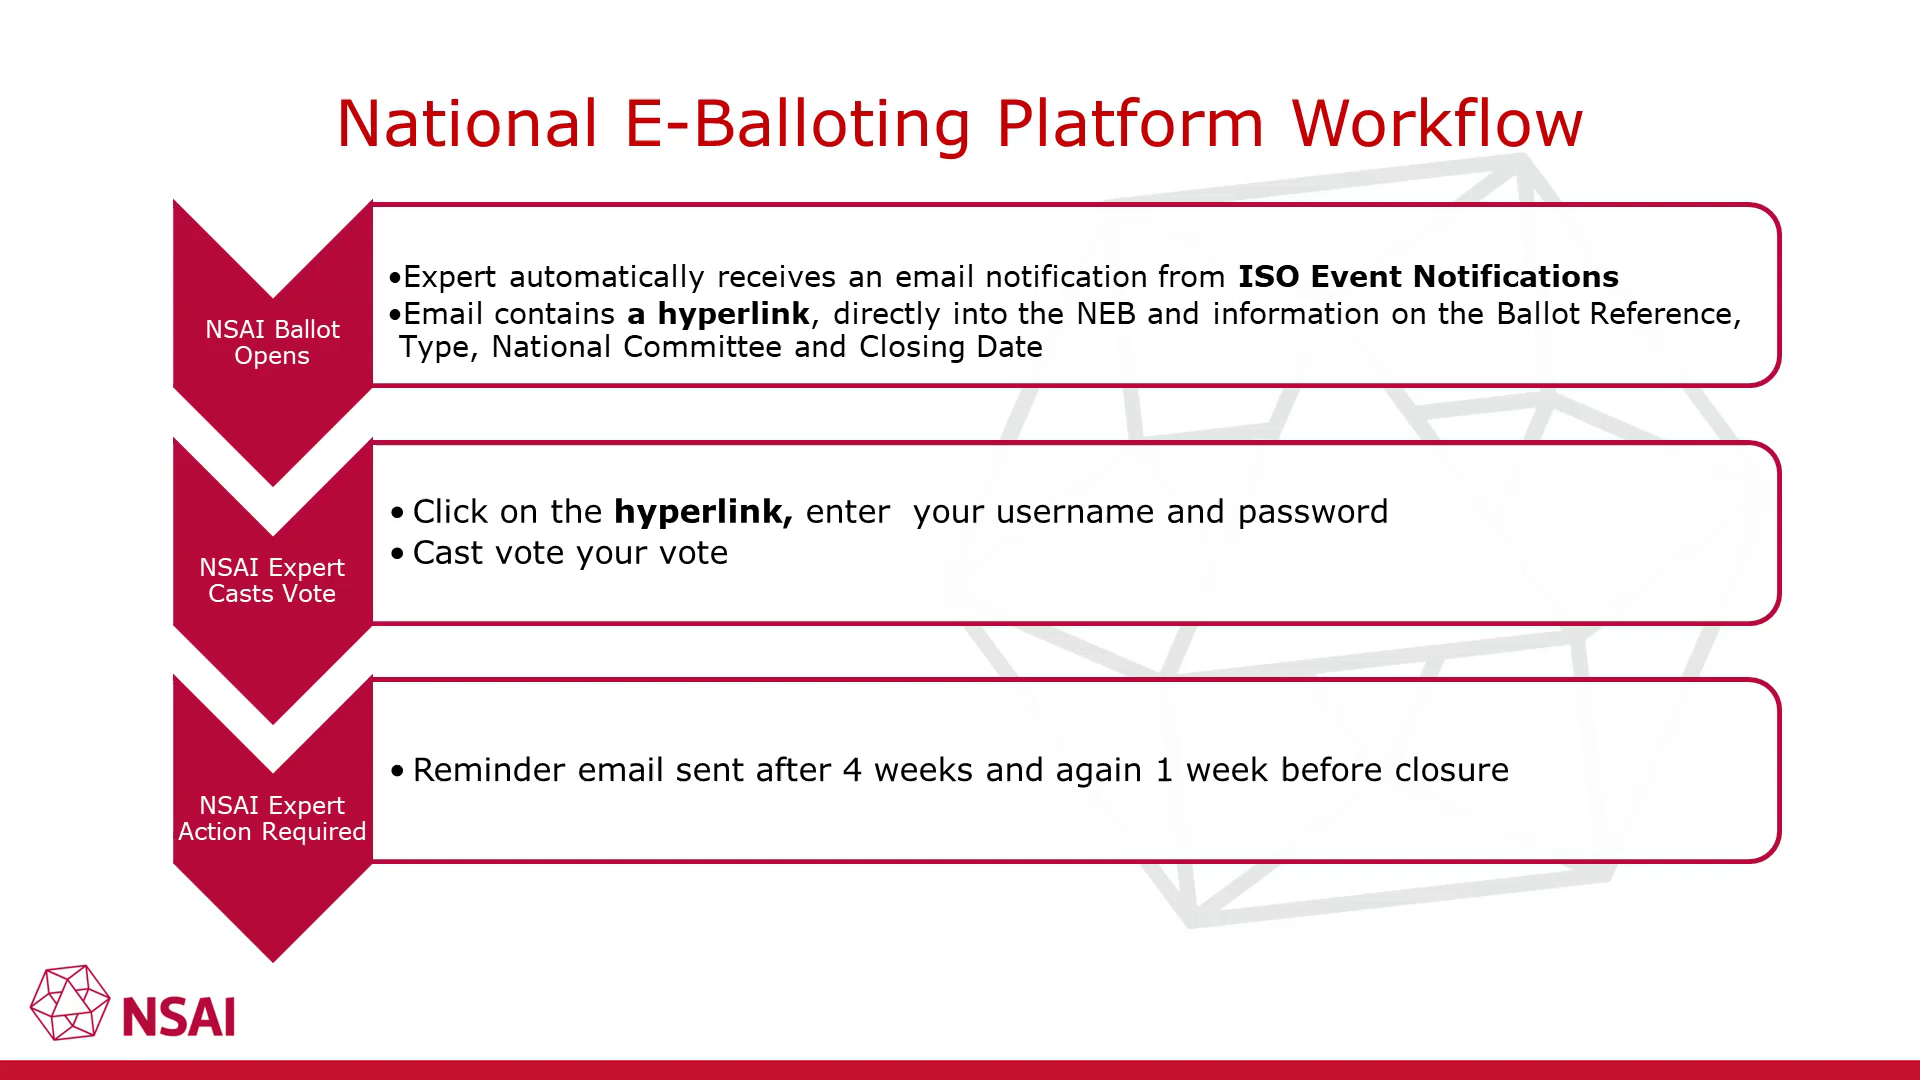 National E-Balloting Platform Workflow
NSAI Ballot
Opens
•Expert automatically receives an email notification from ISO Event Notifications
•Email contains a hyperlink, directly into the NEB and information on the Ballot Reference,
Type, National Committee and Closing Date
NSAI Expert
Casts Vote
• Click on the hyperlink, enter  your username and password
• Cast vote your vote
NSAI Expert
Action Required
• Reminder email sent after 4 weeks and again 1 week before closure
NSAI